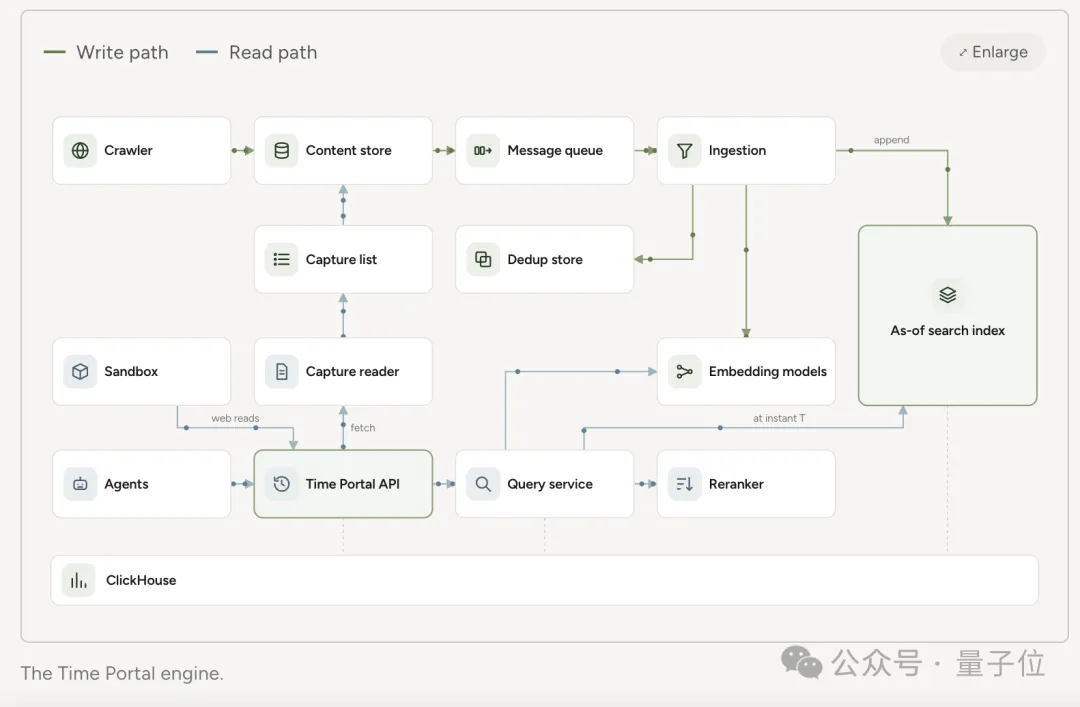 Write path
Read path
Enlarge
Crawler
Content store
Message queue
Ingestion
append
Capture list
Dedup store
As-of search index
Sandbox
Capture reader
Embedding models
web reads
fetch
at instant T
Agents
Time Portal API
Query service
Reranker
ClickHouse
The Time Portal engine.
公众号 · 量子位